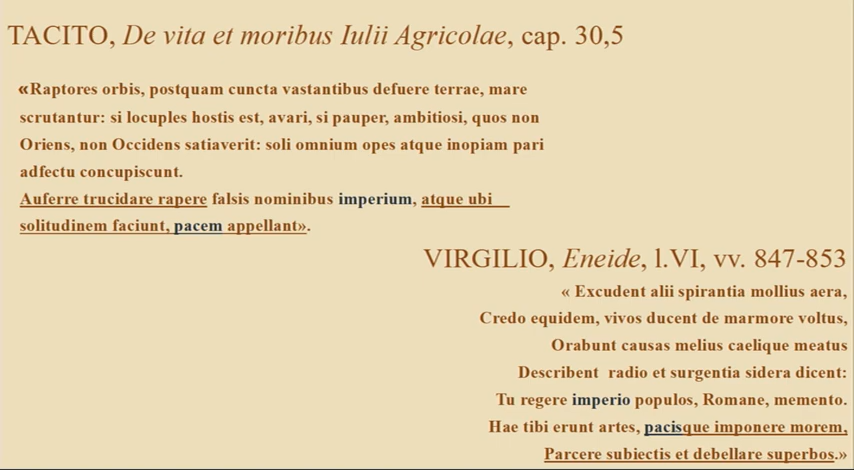 TACITO, De vita et moribus Iulii Agricolae, cap. 30,5
«Raptores orbis, postquam cuncta vastantibus defuere terrae, mare
scrutantur: si locuples hostis est, avari, si pauper, ambitiosi, quos non
Oriens, non Occidens satiaverit: soli omnium opes atque inopiam pari
adfectu concupiscunt.
Auferre trucidare rapere falsis nominibus imperium, atque ubi
solitudinem faciunt, pacem appellant».
VIRGILIO, Eneide, l.VI, vv. 847-853
« Excudent alii spirantia mollius aera,
Credo equidem, vivos ducent de marmore voltus,
Orabunt causas melius caelique meatus
Describent radio et surgentia sidera dicent:
Tu regere imperio populos, Romane, memento.
Hae tibi erunt artes, pacisque imponere morem,
Parcere subiectis et debellare superbos.»